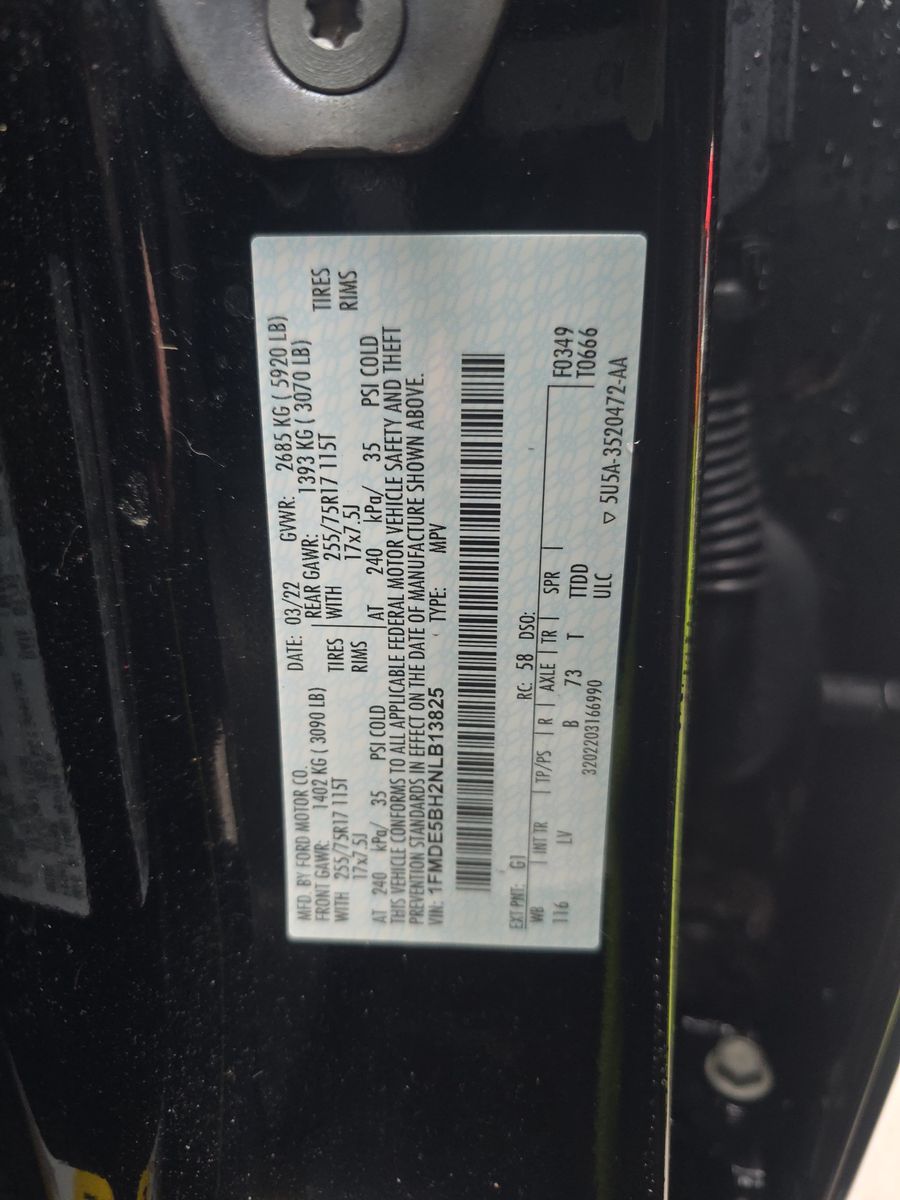 MFD. BY FORD MOTOR CO.
DATE: 03/22 GVWR: 2685 KG ( 5920 LB)
FRONT GAWR: 1402 KG ( 3090 LB) REAR GAWR: 1393 KG ( 3070 LB)
WITH 255/75R17 115T TIRES WITH 255/75R17 115T TIRES
17x7.5J RIMS 17x7.5J RIMS
AT 240 kPa/ 35 PSI COLD AT 240 kPa/ 35 PSI COLD
THIS VEHICLE CONFORMS TO ALL APPLICABLE FEDERAL MOTOR VEHICLE SAFETY AND THEFT
PREVENTION STANDARDS IN EFFECT ON THE DATE OF MANUFACTURE SHOWN ABOVE.
VIN: 1FMDE5BH2NLB13825 TYPE: MPV
EXT PNT: G1 RC: 58 DSO:
WB INT TR TP/PS R AXLE TR SPR F0349
116 LV B 73 T TTDD T0666
3202203166990 ULC
▽ 5U5A-3520472-AA